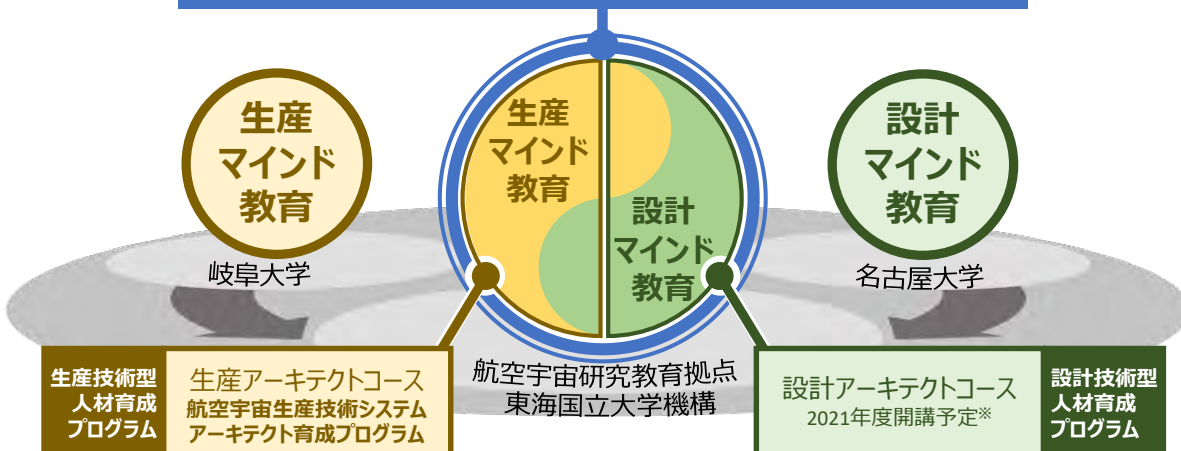 生産
マインド
教育
岐阜大学
生産
マインド
教育
設計
マインド
教育
設計
マインド
教育
名古屋大学
生産技術型
人材育成
プログラム
生産アーキテクトコース
航空宇宙生産技術システム
アーキテクト育成プログラム
航空宇宙研究教育拠点
東海国立大学機構
設計アーキテクトコース
2021年度開講予定※
設計技術型
人材育成
プログラム